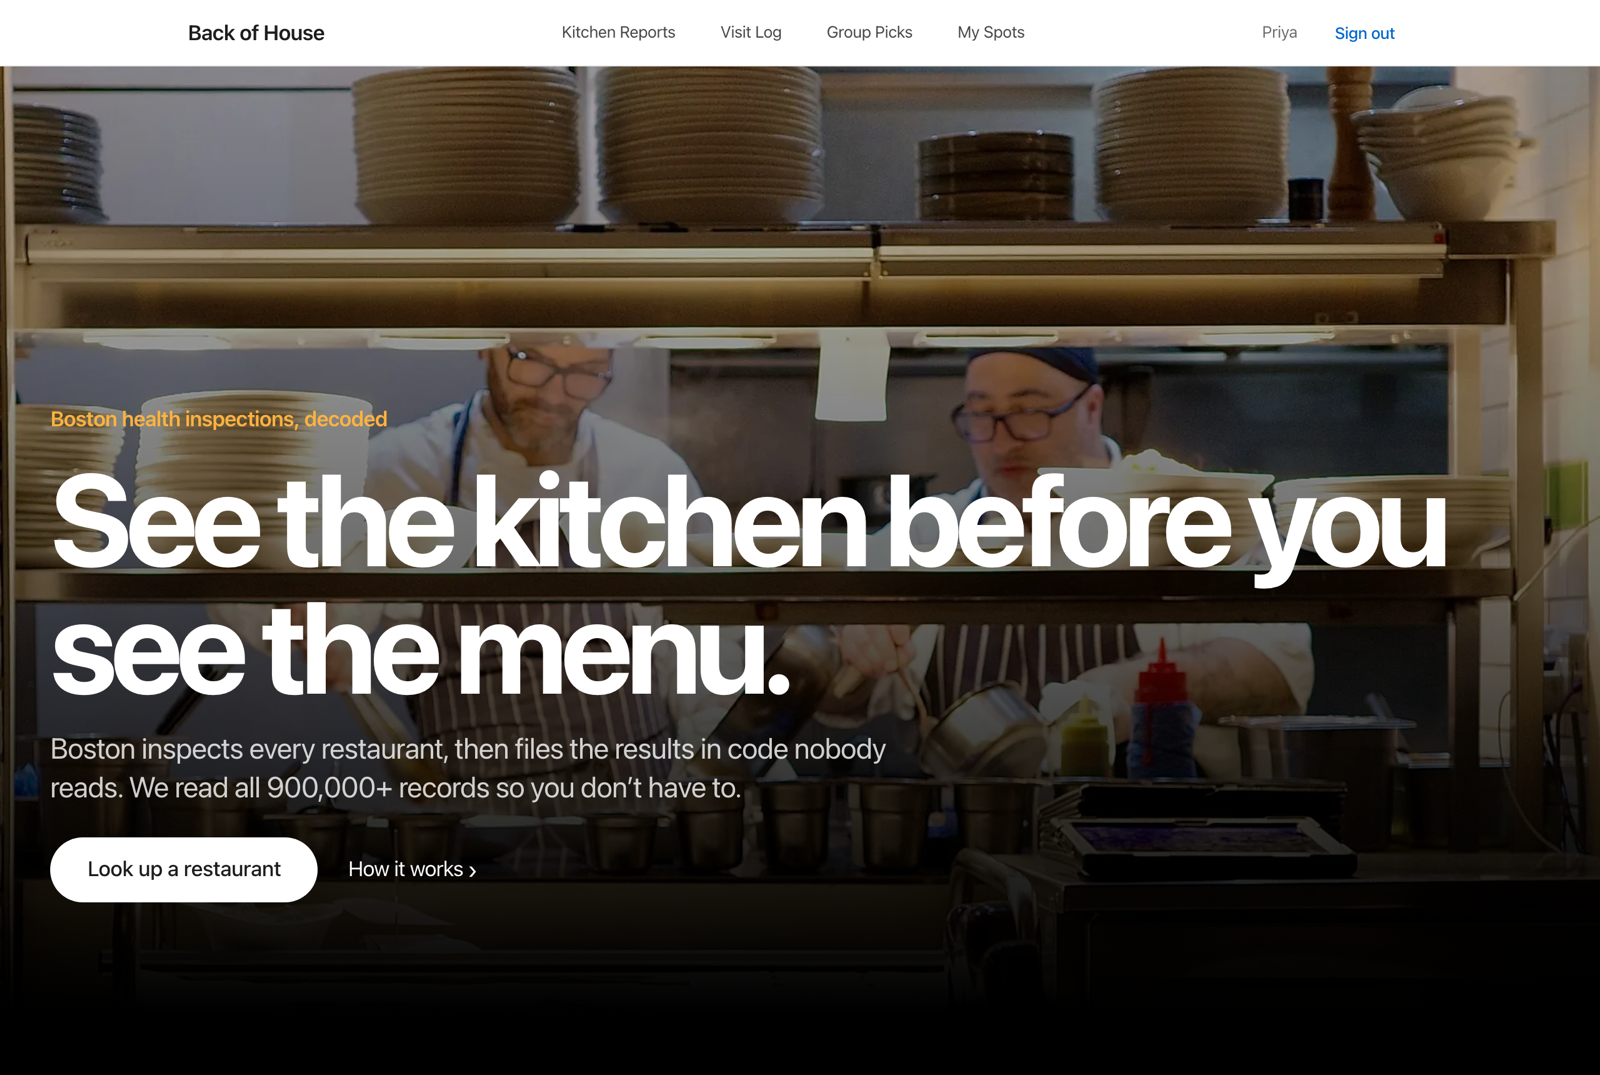 Back of House
Kitchen Reports
Visit Log
Group Picks
My Spots
Priya
Sign out
Boston health inspections, decoded
See the kitchen before you
see the menu.
Boston inspects every restaurant, then files the results in code nobody
reads. We read all 900,000+ records so you don’t have to.
Look up a restaurant
How it works ›